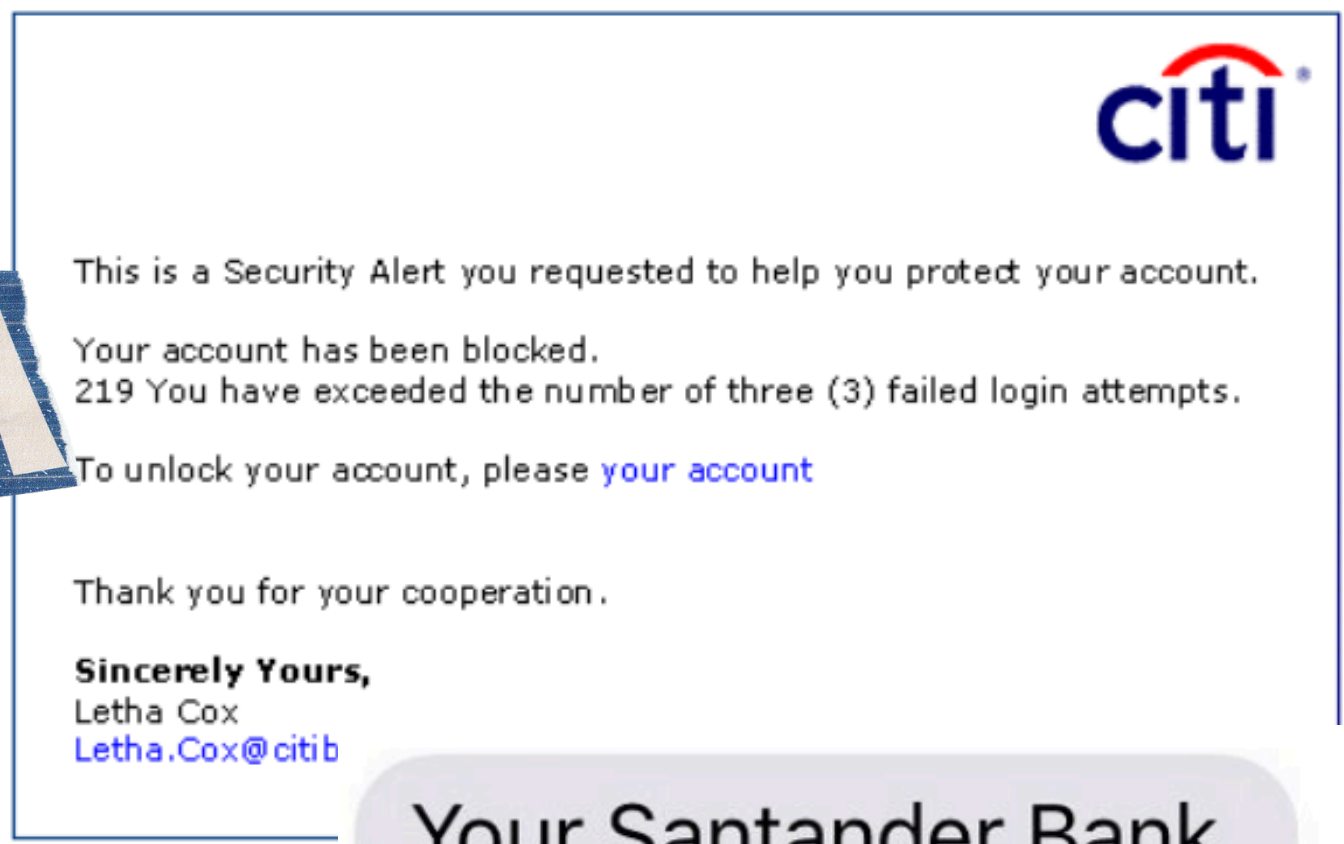 citi
This is a Security Alert you requested to help you protect your account.
Your account has been blocked.
219 You have exceeded the number of three (3) failed login attempts.
To unlock your account, please your account
Thank you for your cooperation.
Sincerely Yours,
Letha Cox
Letha.Cox@citib
Your Santander Bank